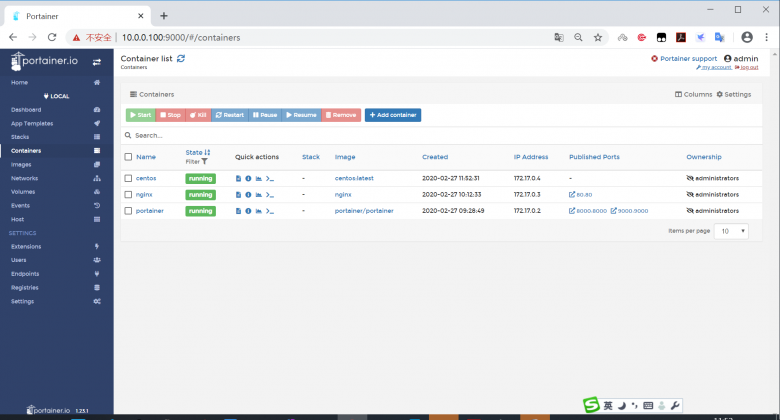 Portainer
不安全 | 10.0.0.100:9000/#/containers
portainer.io
Home
LOCAL
Dashboard
App Templates
Stacks
Containers
Images
Networks
Volumes
Events
Host
SETTINGS
Extensions
Users
Endpoints
Registries
Settings
portainer.io 1.23.1
Container list
Containers
Portainer support admin
my account log out
Containers
Columns Settings
Start Stop Kill Restart Pause Resume Remove + Add container
Search...
Name State Filter Quick actions Stack Image Created IP Address Published Ports Ownership
centos running - centos:latest 2020-02-27 11:52:31 172.17.0.4 - administrators
nginx running - nginx 2020-02-27 10:12:33 172.17.0.3 80:80 administrators
portainer running - portainer/portainer 2020-02-27 09:28:49 172.17.0.2 8000:8000 9000:9000 administrators
Items per page 10
英